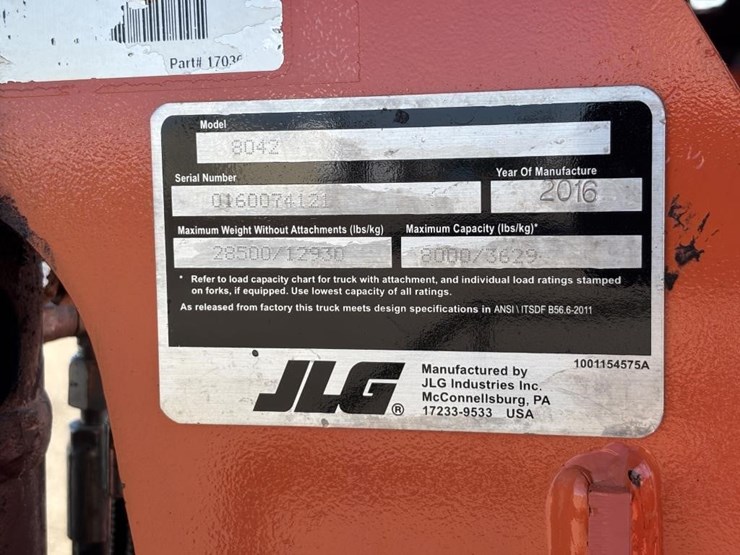 Part# 1703
Model
8042
Serial Number
0160074121
Year Of Manufacture
2016
Maximum Weight Without Attachments (lbs/kg)
28500/12930
Maximum Capacity (lbs/kg)*
8000/3629
* Refer to load capacity chart for truck with attachment, and individual load ratings stamped
on forks, if equipped. Use lowest capacity of all ratings.
As released from factory this truck meets design specifications in ANSI \ ITSDF B56.6-2011
JLG®
Manufactured by
JLG Industries Inc.
McConnellsburg, PA
17233-9533 USA
1001154575A